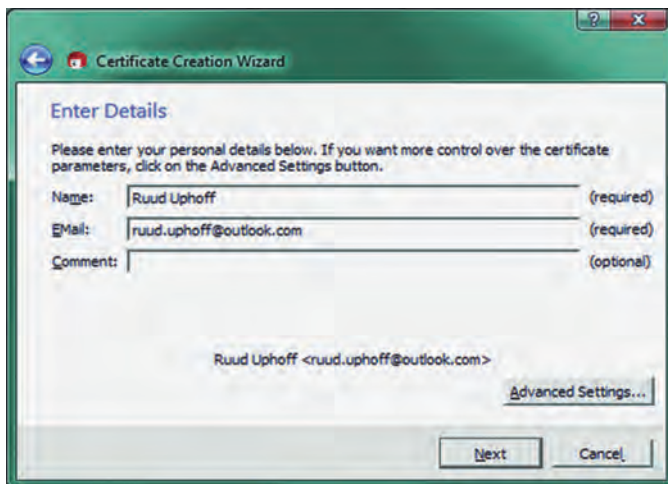 ?
X
Certificate Creation Wizard
Enter Details
Please enter your personal details below. If you want more control over the certificate
parameters, click on the Advanced Settings button.
Name: Ruud Uphoff (required)
EMail: ruud.uphoff@outlook.com (required)
Comment: (optional)
Ruud Uphoff <ruud.uphoff@outlook.com>
Advanced Settings...
Next Cancel